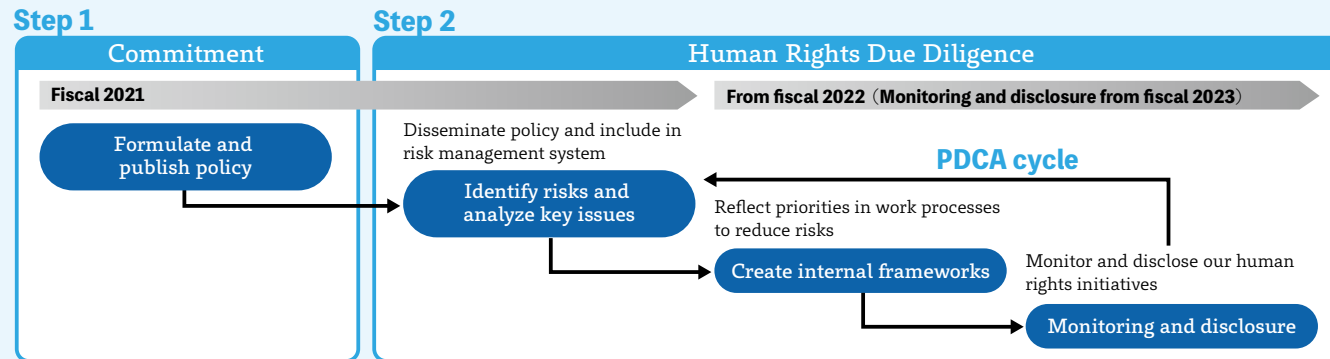 Step 1
Step 2
Commitment
Human Rights Due Diligence
Fiscal 2021
From fiscal 2022（Monitoring and disclosure from fiscal 2023）
Formulate and
publish policy
Disseminate policy and include in
risk management system
Identify risks and
analyze key issues
PDCA cycle
Reflect priorities in work processes
to reduce risks
Create internal frameworks
Monitor and disclose our human
rights initiatives
Monitoring and disclosure